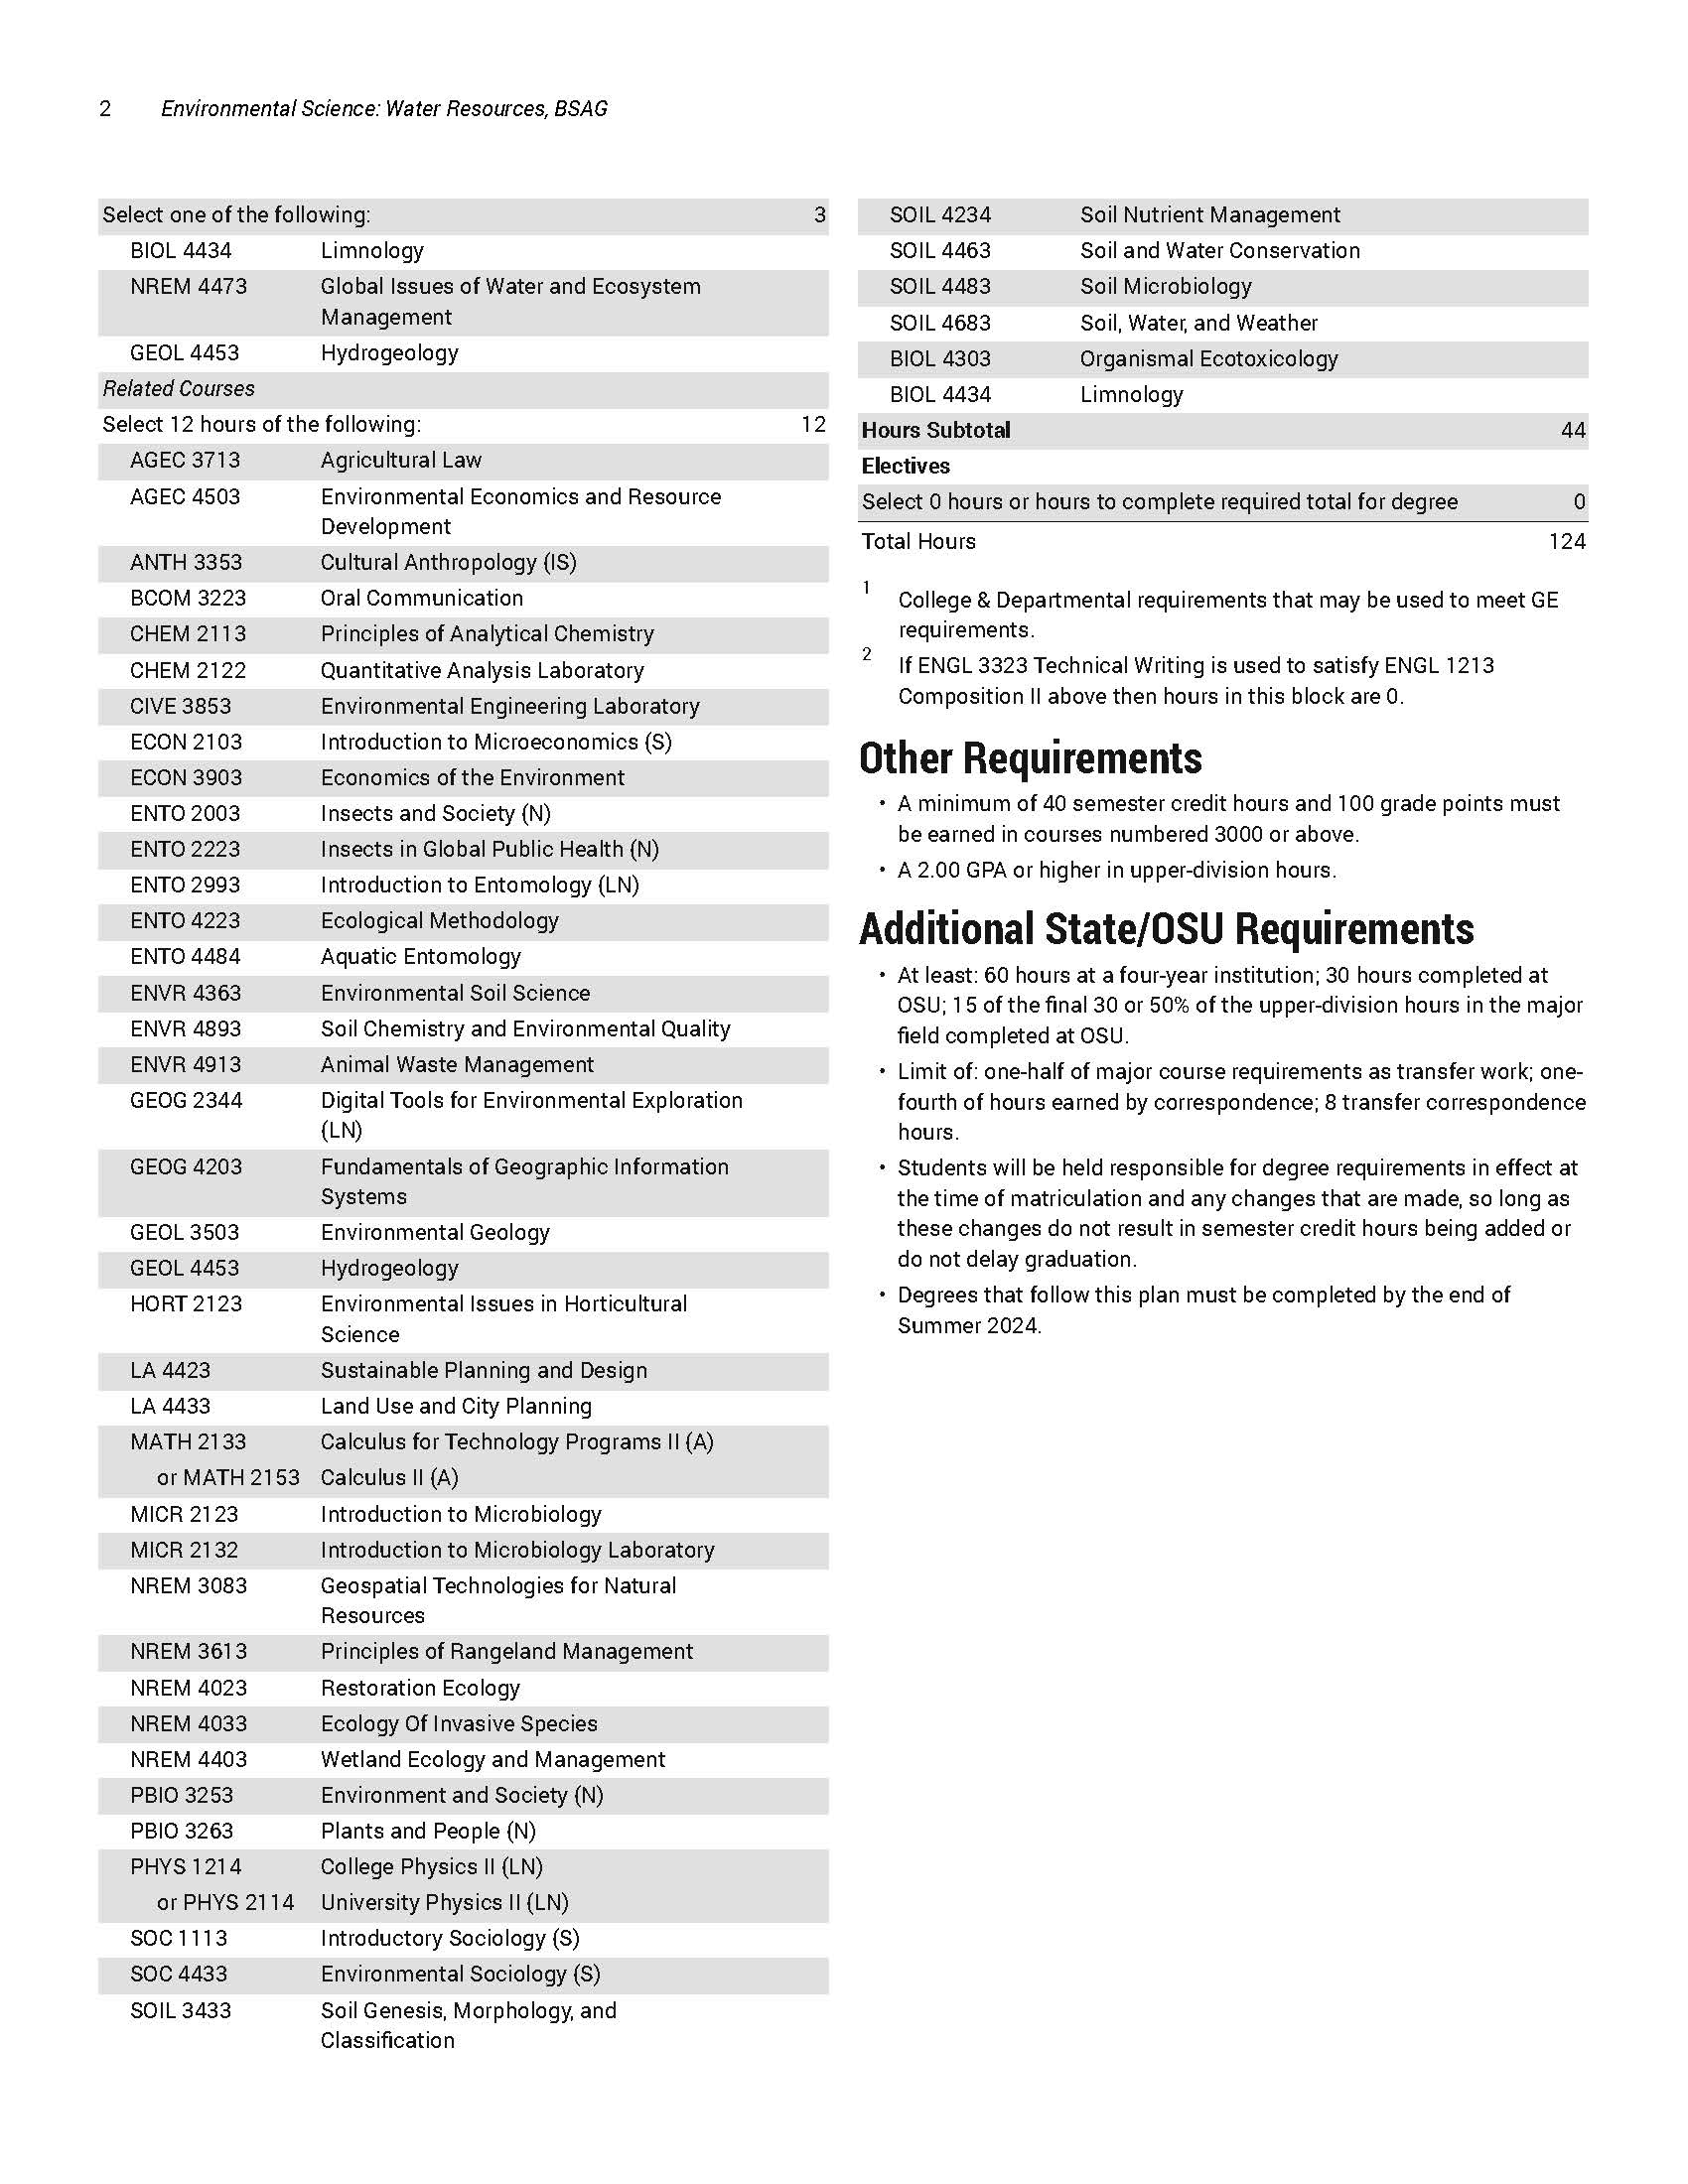 2 Environmental Science: Water Resources, BSAG
Select one of the following: 3
BIOL 4434 Limnology
NREM 4473 Global Issues of Water and Ecosystem
Management
GEOL 4453 Hydrogeology
Related Courses
Select 12 hours of the following: 12
AGEC 3713 Agricultural Law
AGEC 4503 Environmental Economics and Resource
Development
ANTH 3353 Cultural Anthropology (IS)
BCOM 3223 Oral Communication
CHEM 2113 Principles of Analytical Chemistry
CHEM 2122 Quantitative Analysis Laboratory
CIVE 3853 Environmental Engineering Laboratory
ECON 2103 Introduction to Microeconomics (S)
ECON 3903 Economics of the Environment
ENTO 2003 Insects and Society (N)
ENTO 2223 Insects in Global Public Health (N)
ENTO 2993 Introduction to Entomology (LN)
ENTO 4223 Ecological Methodology
ENTO 4484 Aquatic Entomology
ENVR 4363 Environmental Soil Science
ENVR 4893 Soil Chemistry and Environmental Quality
ENVR 4913 Animal Waste Management
GEOG 2344 Digital Tools for Environmental Exploration
(LN)
GEOG 4203 Fundamentals of Geographic Information
Systems
GEOL 3503 Environmental Geology
GEOL 4453 Hydrogeology
HORT 2123 Environmental Issues in Horticultural
Science
LA 4423 Sustainable Planning and Design
LA 4433 Land Use and City Planning
MATH 2133 Calculus for Technology Programs II (A)
or MATH 2153 Calculus II (A)
MICR 2123 Introduction to Microbiology
MICR 2132 Introduction to Microbiology Laboratory
NREM 3083 Geospatial Technologies for Natural
Resources
NREM 3613 Principles of Rangeland Management
NREM 4023 Restoration Ecology
NREM 4033 Ecology Of Invasive Species
NREM 4403 Wetland Ecology and Management
PBIO 3253 Environment and Society (N)
PBIO 3263 Plants and People (N)
PHYS 1214 College Physics II (LN)
or PHYS 2114 University Physics II (LN)
SOC 1113 Introductory Sociology (S)
SOC 4433 Environmental Sociology (S)
SOIL 3433 Soil Genesis, Morphology, and
Classification
SOIL 4234 Soil Nutrient Management
SOIL 4463 Soil and Water Conservation
SOIL 4483 Soil Microbiology
SOIL 4683 Soil, Water, and Weather
BIOL 4303 Organismal Ecotoxicology
BIOL 4434 Limnology
Hours Subtotal 44
Electives
Select 0 hours or hours to complete required total for degree 0
Total Hours 124
1 College & Departmental requirements that may be used to meet GE
requirements.
2 If ENGL 3323 Technical Writing is used to satisfy ENGL 1213
Composition II above then hours in this block are 0.
Other Requirements
• A minimum of 40 semester credit hours and 100 grade points must
be earned in courses numbered 3000 or above.
• A 2.00 GPA or higher in upper-division hours.
Additional State/OSU Requirements
• At least: 60 hours at a four-year institution; 30 hours completed at
OSU; 15 of the final 30 or 50% of the upper-division hours in the major
field completed at OSU.
• Limit of: one-half of major course requirements as transfer work; one-
fourth of hours earned by correspondence; 8 transfer correspondence
hours.
• Students will be held responsible for degree requirements in effect at
the time of matriculation and any changes that are made, so long as
these changes do not result in semester credit hours being added or
do not delay graduation.
• Degrees that follow this plan must be completed by the end of
Summer 2024.